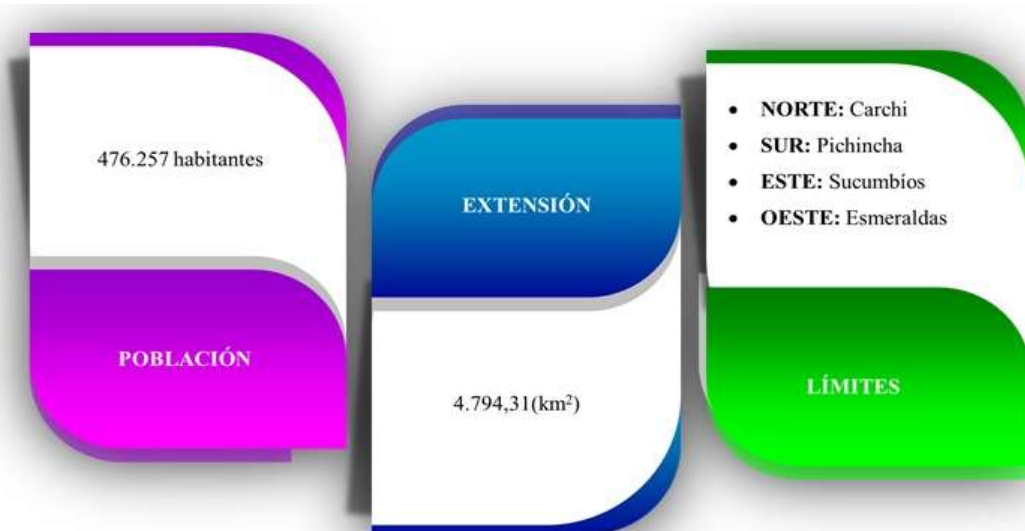 476.257 habitantes
POBLACIÓN
EXTENSIÓN
4.794,31(km²)
• NORTE: Carchi
• SUR: Pichincha
• ESTE: Sucumbíos
• OESTE: Esmeraldas
LÍMITES